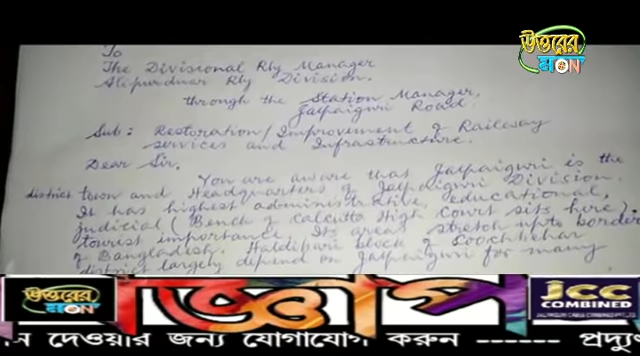 উত্তরের
মন
To
The Divisional Rly Manager
Alipurduar Rly Division.
through the Station Manager,
Jalpaiguri Road.
Sub: Restoration/Improvement of Railway
services and Infrastructure.
Dear Sir,
You are aware that Jalpaiguri is the
district town and Headquarters of Jalpaiguri Division.
It has highest administrative, educational,
judicial (Bench of Calcutta High Court sits here),
tourist importance. Its areas stretch upto border
of Bangladesh. Haldibari block of Coochbehar
district largely depend on Jalpaiguri for many
উত্তরের
মন
JCC
COMBINED
দেওয়ার জন্য যোগাযোগ করুন ------